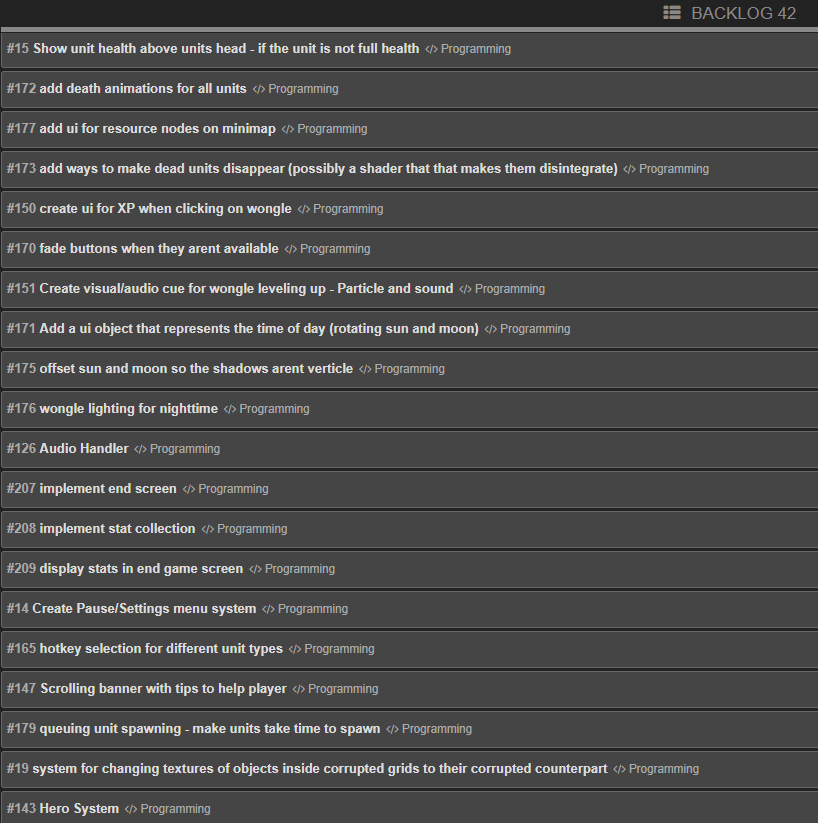 BACKLOG 42
#15 Show unit health above units head - if the unit is not full health </> Programming
#172 add death animations for all units </> Programming
#177 add ui for resource nodes on minimap </> Programming
#173 add ways to make dead units disappear (possibly a shader that that makes them disintegrate) </> Programming
#150 create ui for XP when clicking on wongle </> Programming
#170 fade buttons when they arent available </> Programming
#151 Create visual/audio cue for wongle leveling up - Particle and sound </> Programming
#171 Add a ui object that represents the time of day (rotating sun and moon) </> Programming
#175 offset sun and moon so the shadows arent verticle </> Programming
#176 wongle lighting for nighttime </> Programming
#126 Audio Handler </> Programming
#207 implement end screen </> Programming
#208 implement stat collection </> Programming
#209 display stats in end game screen </> Programming
#14 Create Pause/Settings menu system </> Programming
#165 hotkey selection for different unit types </> Programming
#147 Scrolling banner with tips to help player </> Programming
#179 queuing unit spawning - make units take time to spawn </> Programming
#19 system for changing textures of objects inside corrupted grids to their corrupted counterpart </> Programming
#143 Hero System </> Programming